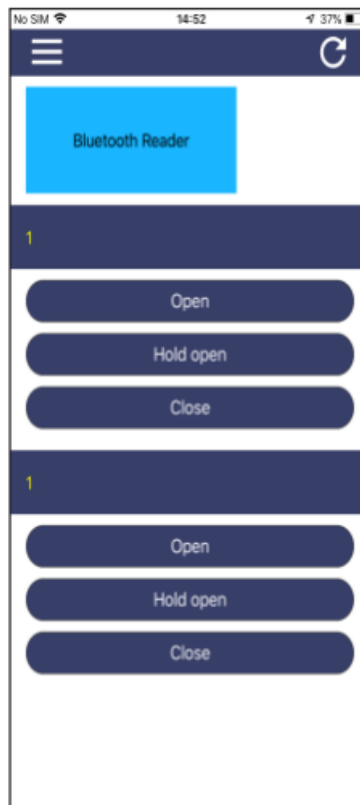 No SIM 14:52 37%
Bluetooth Reader
1
Open
Hold open
Close
1
Open
Hold open
Close